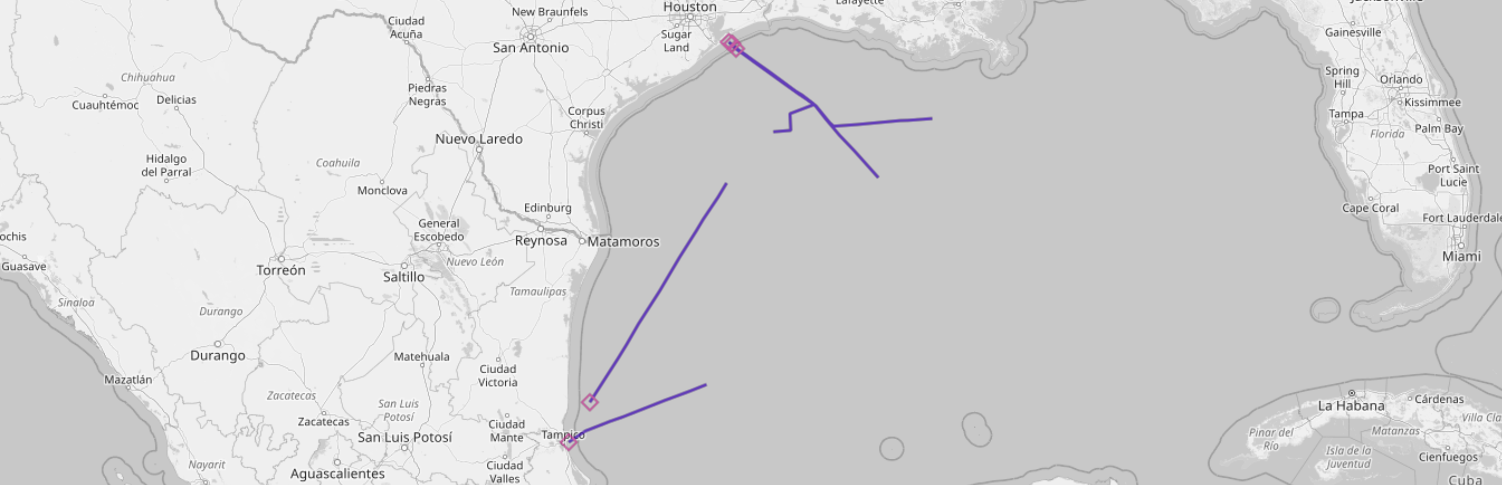 Houston
New Braunfels
Ciudad
Acuña
San Antonio
Sugar
Land
Gainesville
Chihuahua
Cuauhtémoc
Delicias
Piedras
Negras
Corpus
Christi
Spring
Hill
Orlando
Kissimmee
Tampa
Florida
Palm Bay
Nuevo Laredo
Hidalgo
del Parral
Coahuila
Monclova
Port Saint
Lucie
Edinburg
Cape Coral
Fort Lauderdale
General
Escobedo
Reynosa
Matamoros
Miami
ochis
Guasave
Torreón
Saltillo
Nuevo León
Tamaulipas
Sinaloa
Durango
Durango
Matehuala
Ciudad
Victoria
Mazatlán
Zacatecas
San Luis
Potosí
Zacatecas
San Luis Potosí
Ciudad
Mante
Tampico
La Habana
Cárdenas
Villa Cla
Pinar del
Río
Matanzas
Isla de la
Juventud
Cienfuegos
Nayarit
Aguascalientes
Ciudad
Valles
Cuba